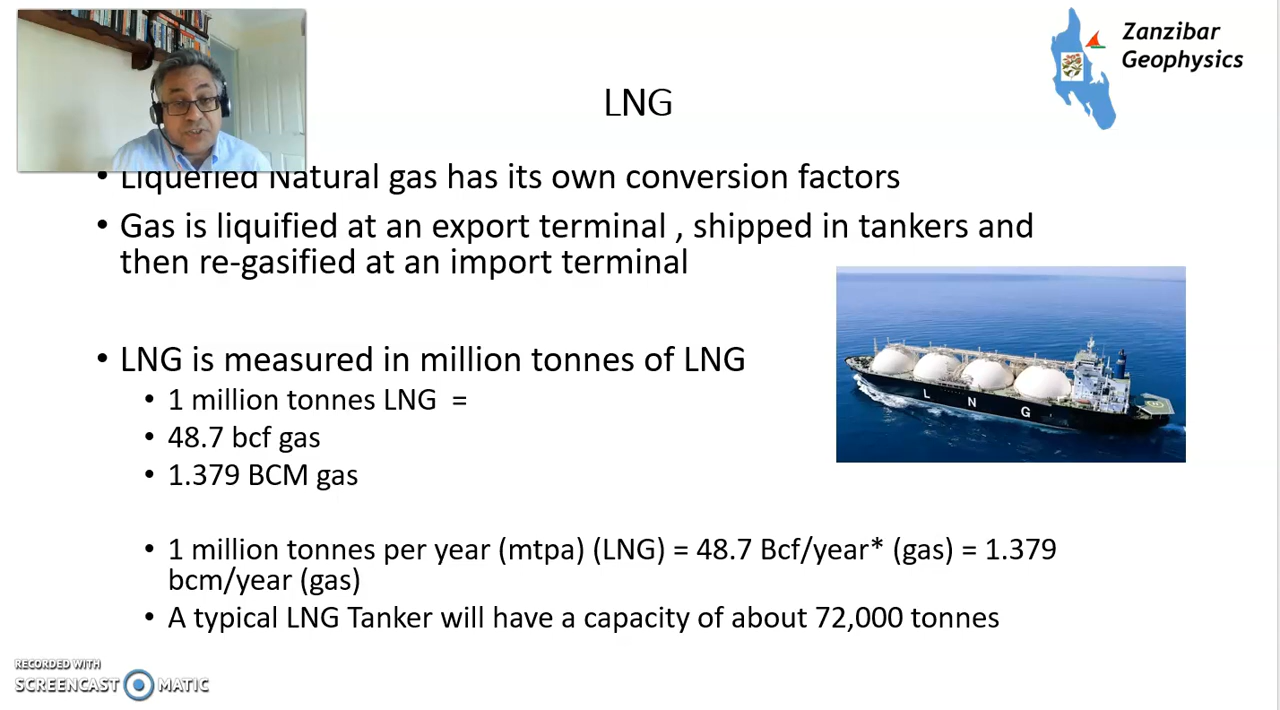 Zanzibar
Geophysics
LNG
• Liquefied Natural gas has its own conversion factors
• Gas is liquified at an export terminal , shipped in tankers and
then re-gasified at an import terminal
• LNG is measured in million tonnes of LNG
• 1 million tonnes LNG =
• 48.7 bcf gas
• 1.379 BCM gas
L N G
• 1 million tonnes per year (mtpa) (LNG) = 48.7 Bcf/year* (gas) = 1.379
bcm/year (gas)
• A typical LNG Tanker will have a capacity of about 72,000 tonnes
RECORDED WITH
SCREENCAST MATIC